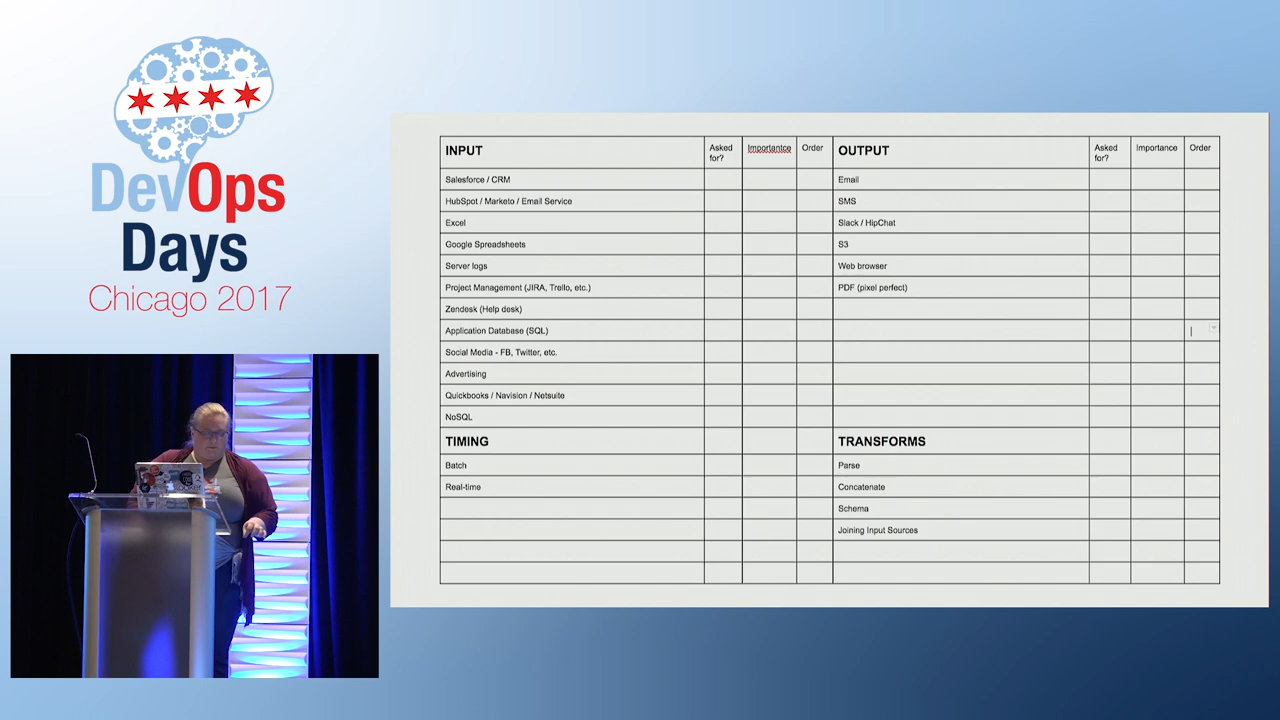 DevOps
Days
Chicago 2017
INPUT
Asked for?
Importantce
Order
OUTPUT
Asked for?
Importance
Order
Salesforce / CRM
Email
HubSpot / Marketo / Email Service
SMS
Excel
Slack / HipChat
Google Spreadsheets
S3
Server logs
Web browser
Project Management (JIRA, Trello, etc.)
PDF (pixel perfect)
Zendesk (Help desk)
Application Database (SQL)
Social Media - FB, Twitter, etc.
Advertising
Quickbooks / Navision / Netsuite
NoSQL
TIMING
TRANSFORMS
Batch
Parse
Real-time
Concatenate
Schema
Joining Input Sources